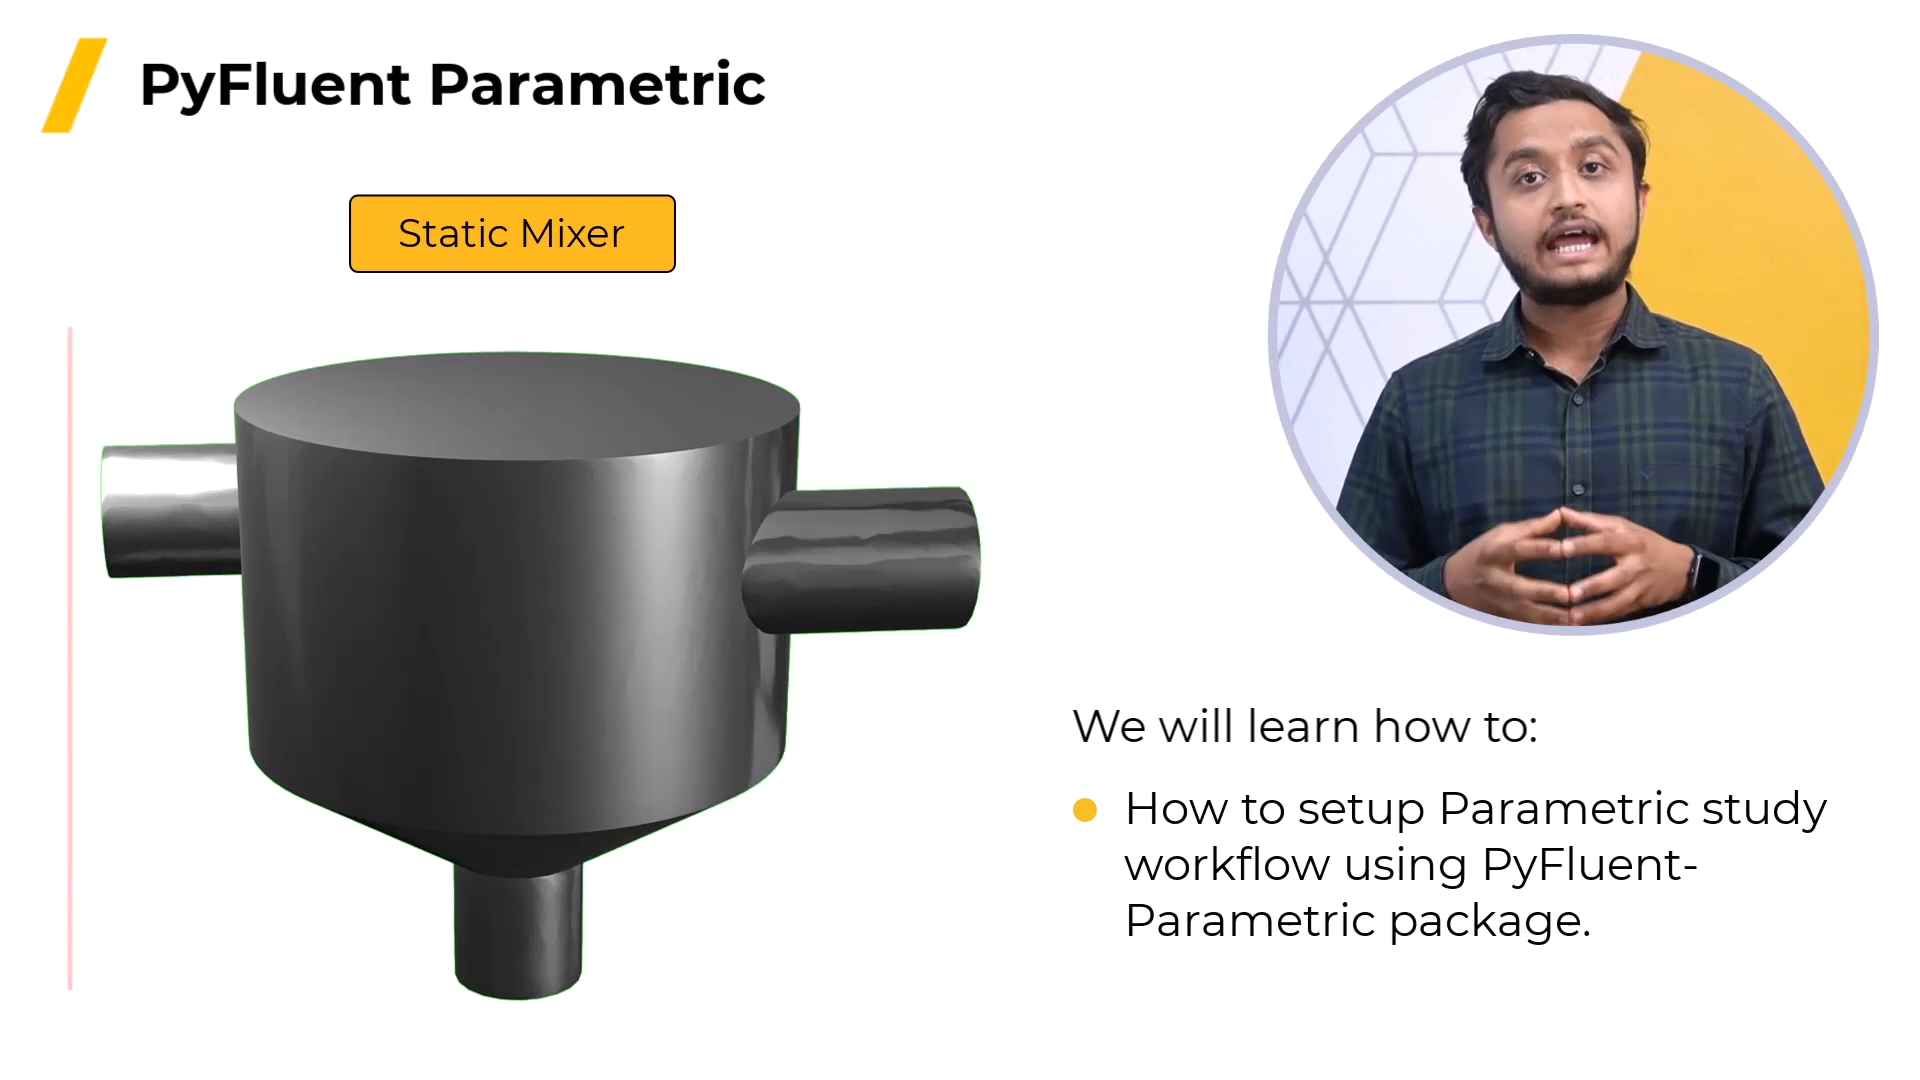 PyFluent Parametric
Static Mixer
We will learn how to:
How to setup Parametric study
workflow using PyFluent-
Parametric package.